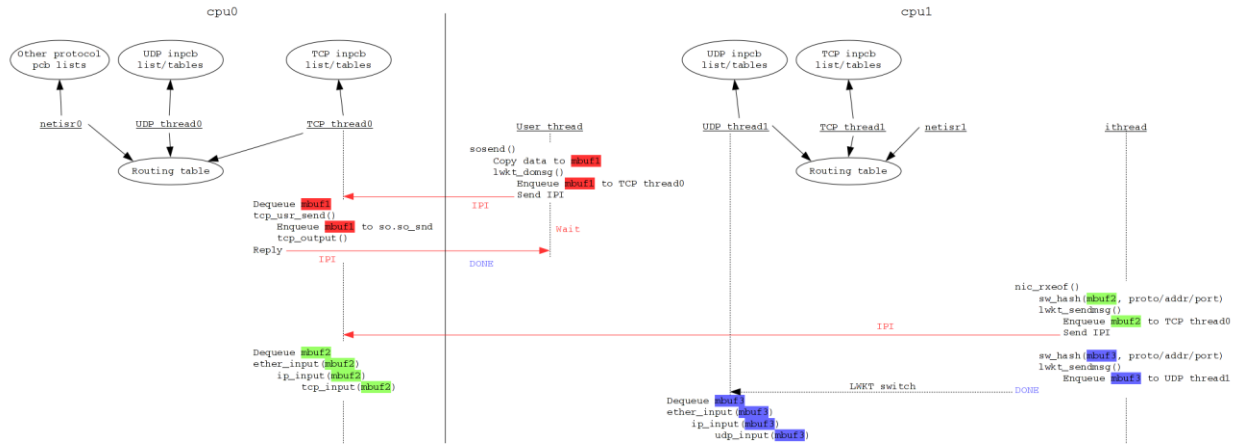 cpu0
cpu1
Other protocol
pcb lists
UDP inpcb
list/tables
TCP inpcb
list/tables
UDP inpcb
list/tables
TCP inpcb
list/tables
netisr0
UDP thread0
TCP thread0
User thread
UDP thread1
TCP thread1
netisr1
ithread
Routing table
Routing table
sosend()
Copy data to mbuf1
lwkt_domsg()
Enqueue mbuf1 to TCP thread0
Send IPI
IPI
Dequeue mbuf1
tcp_usr_send()
Enqueue mbuf1 to so.so_snd
tcp_output()
Wait
Reply
IPI
DONE
nic_rxeof()
sw_hash(mbuf2, proto/addr/port)
lwkt_sendmsg()
Enqueue mbuf2 to TCP thread0
IPI
Send IPI
Dequeue mbuf2
ether_input(mbuf2)
ip_input(mbuf2)
tcp_input(mbuf2)
sw_hash(mbuf3, proto/addr/port)
lwkt_sendmsg()
Enqueue mbuf3 to UDP thread1
LWKT switch
DONE
Dequeue mbuf3
ether_input(mbuf3)
ip_input(mbuf3)
udp_input(mbuf3)